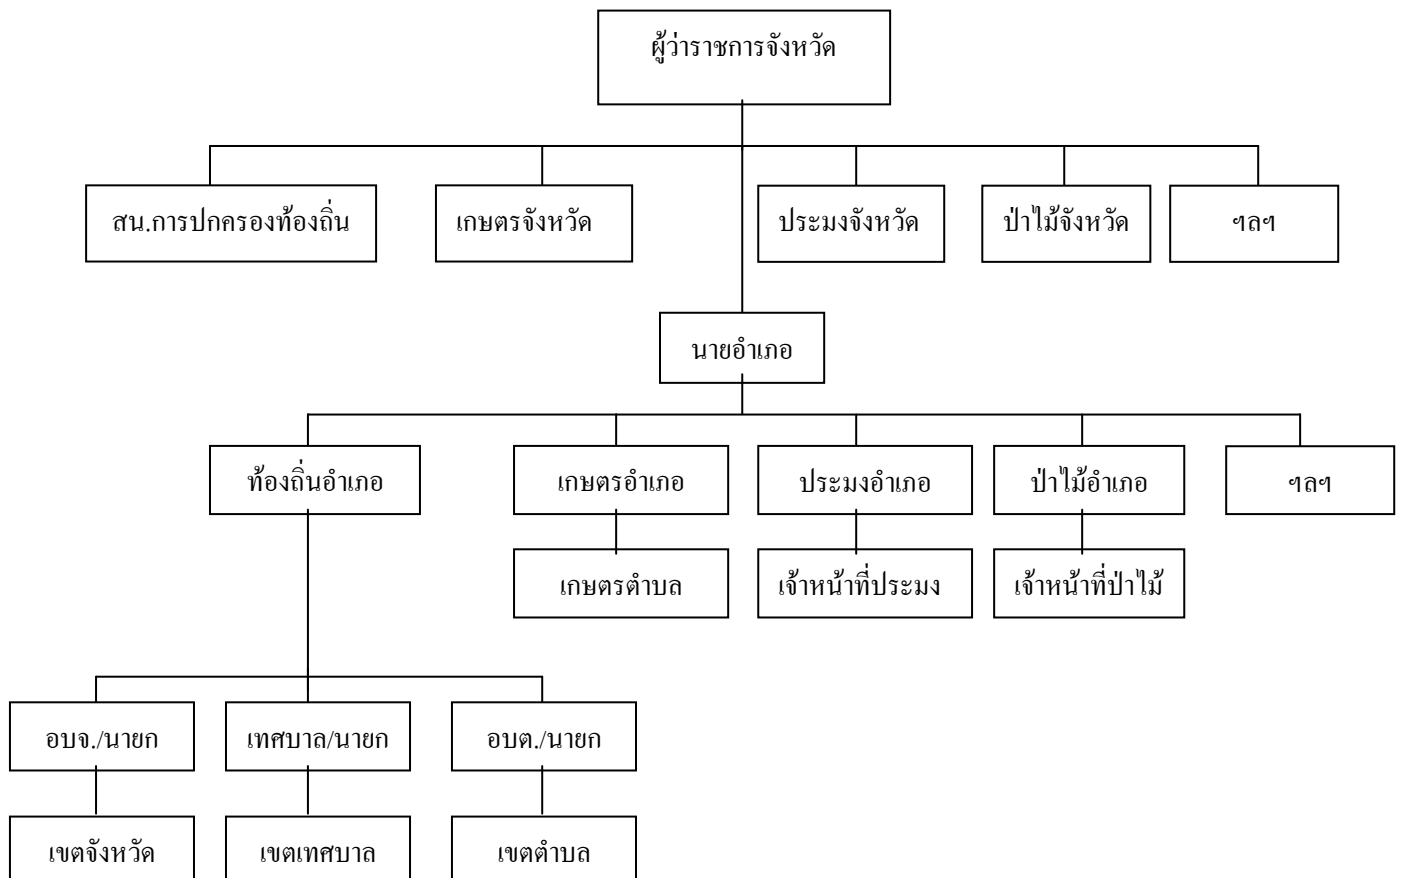 ผู้ว่าราชการจังหวัด
สน.การปกครองท้องถิ่น
เกษตรจังหวัด
ประมงจังหวัด
ป่าไม้จังหวัด
ฯลฯ
นายอำเภอ
ท้องถิ่นอำเภอ
เกษตรอำเภอ
ประมงอำเภอ
ป่าไม้อำเภอ
ฯลฯ
เกษตรตำบล
เจ้าหน้าที่ประมง
เจ้าหน้าที่ป่าไม้
อบจ./นายก
เทศบาล/นายก
อบต./นายก
เขตจังหวัด
เขตเทศบาล
เขตตำบล